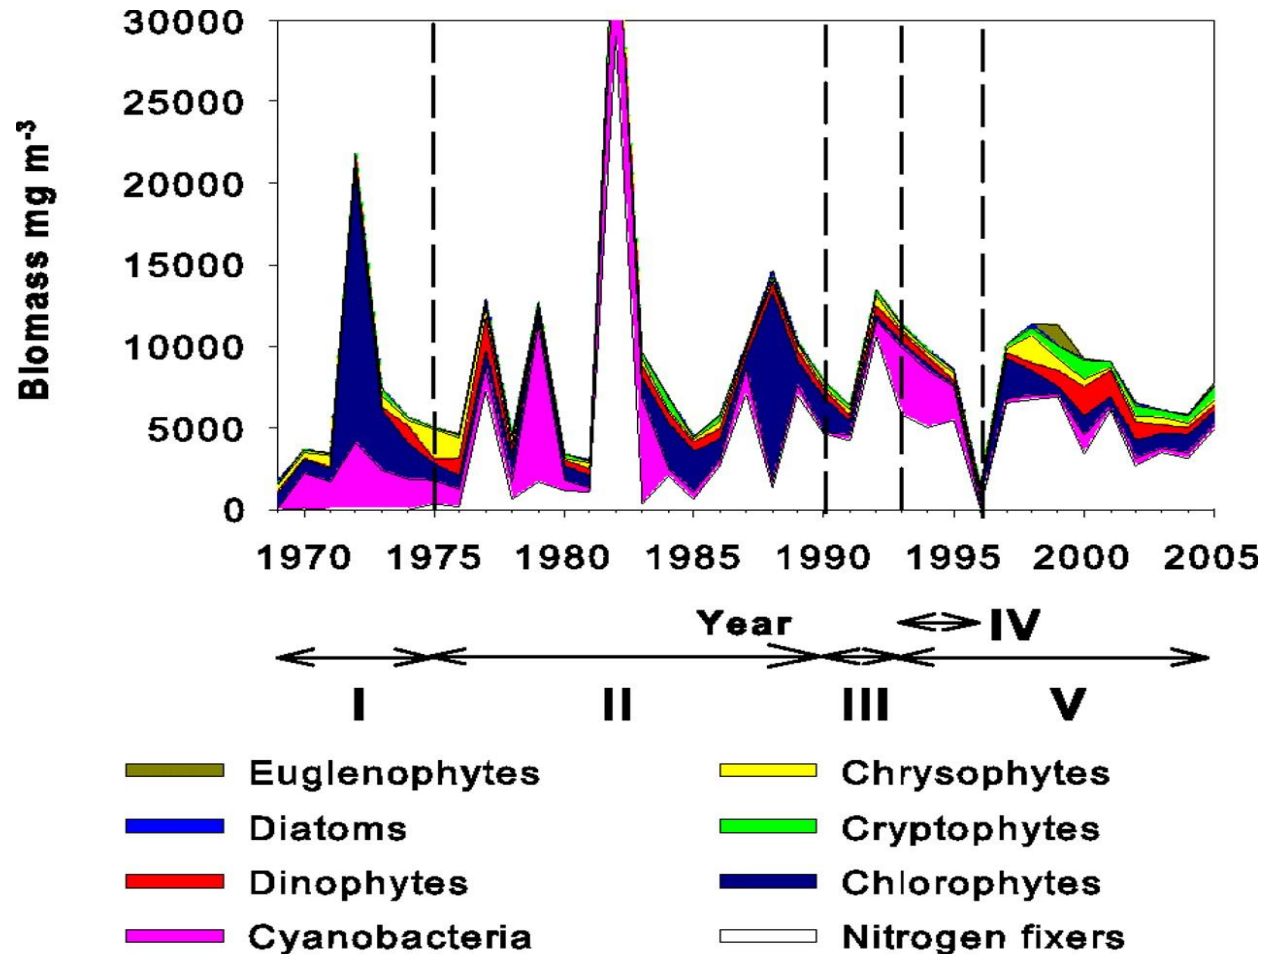 Biomass mg m-3
30000
25000
20000
15000
10000
5000
0
1970 1975 1980 1985 1990 1995 2000 2005
Year
IV
I II III V
Euglenophytes Chrysophytes
Diatoms Cryptophytes
Dinophytes Chlorophytes
Cyanobacteria Nitrogen fixers